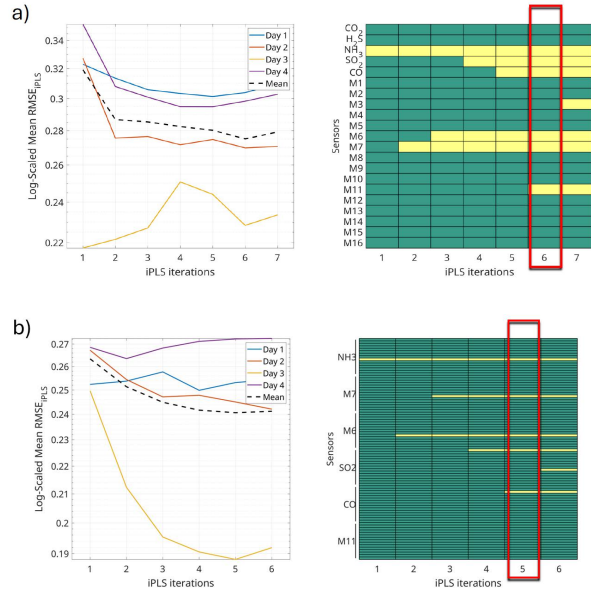 a)
0.34
0.32
0.3
0.28
0.26
0.24
0.22
Log-Scaled Mean RMSE iPLS
1 2 3 4 5 6 7
iPLS iterations
Day 1
Day 2
Day 3
Day 4
Mean
CO2
H2S
NH3
SO2
CO
M1
M2
M3
M4
M5
M6
M7
M8
M9
M10
M11
M12
M13
M14
M15
M16
Sensors
1 2 3 4 5 6 7
iPLS iterations
b)
0.27
0.26
0.25
0.24
0.23
0.22
0.21
0.2
0.19
Log-Scaled Mean RMSE iPLS
1 2 3 4 5 6
iPLS iterations
Day 1
Day 2
Day 3
Day 4
Mean
NH3
M7
M6
SO2
CO
M11
Sensors
1 2 3 4 5 6
iPLS iterations